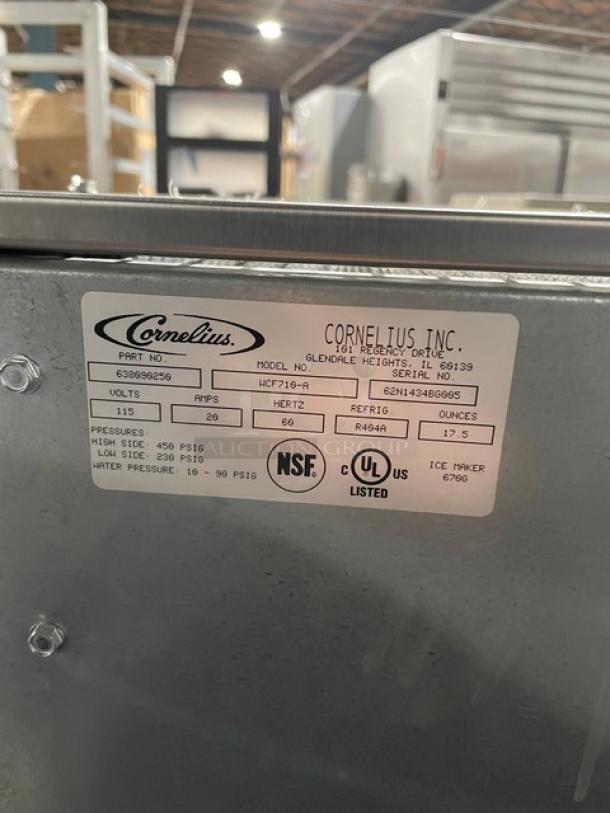 Cornelius.
CORNELIUS INC.
101 REGENCY DRIVE
GLENDALE HEIGHTS, IL 60139
PART NO.
MODEL NO.
SERIAL NO.
638090250
WCF710-A
62N1434BG005
VOLTS
AMPS
HERTZ
REFRIG.
OUNCES
115
20
60
R404A
17.5
PRESSURES:
HIGH SIDE: 450 PSIG
LOW SIDE: 230 PSIG
WATER PRESSURE: 10 - 90 PSIG
NSF
C UL US
LISTED
ICE MAKER
670G
AUCTION GROUP